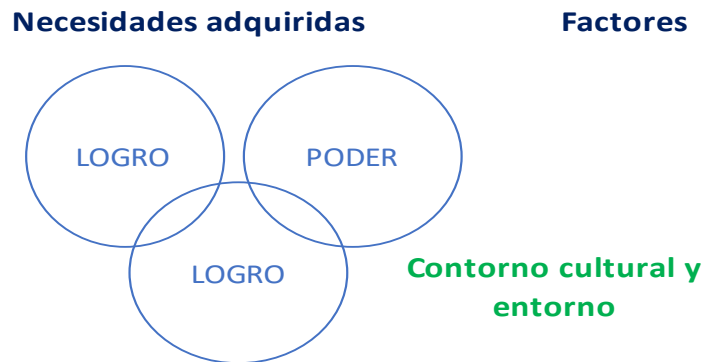 Necesidades adquiridas
Factores
LOGRO
PODER
LOGRO
Contorno cultural y
entorno